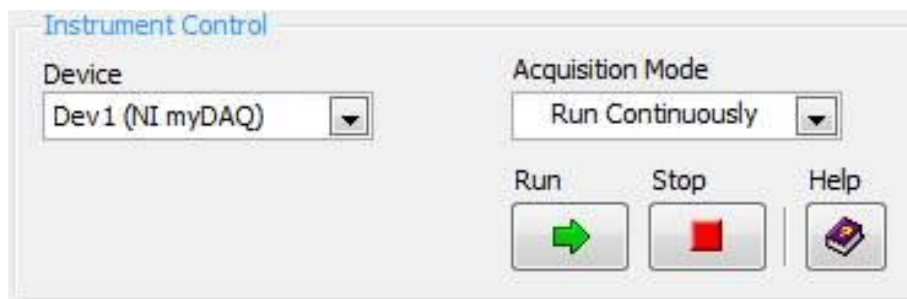 Instrument Control
Device
Acquisition Mode
Dev1 (NI myDAQ)
Run Continuously
Run
Stop
Help